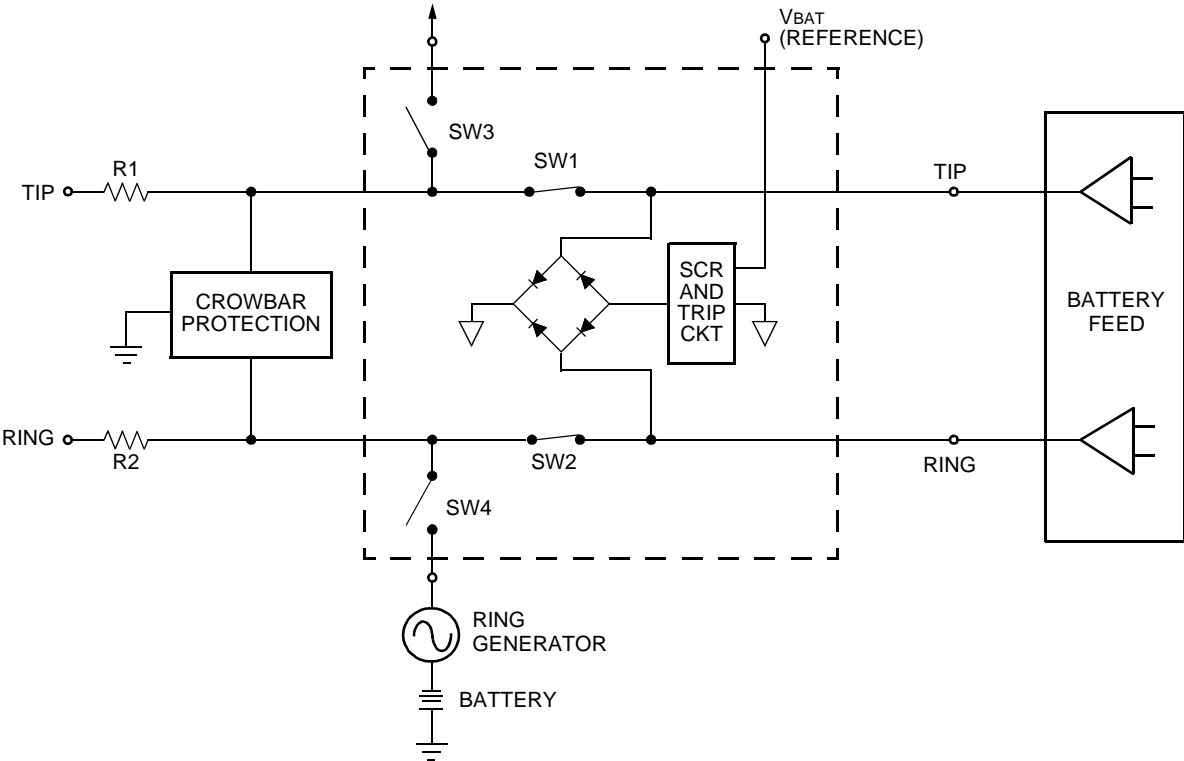 VBAT
(REFERENCE)
SW3
R1
SW1
TIP
TIP
SCR
AND
TRIP
CKT
CROWBAR
PROTECTION
BATTERY
FEED
RING
R2
SW2
RING
SW4
RING
GENERATOR
BATTERY